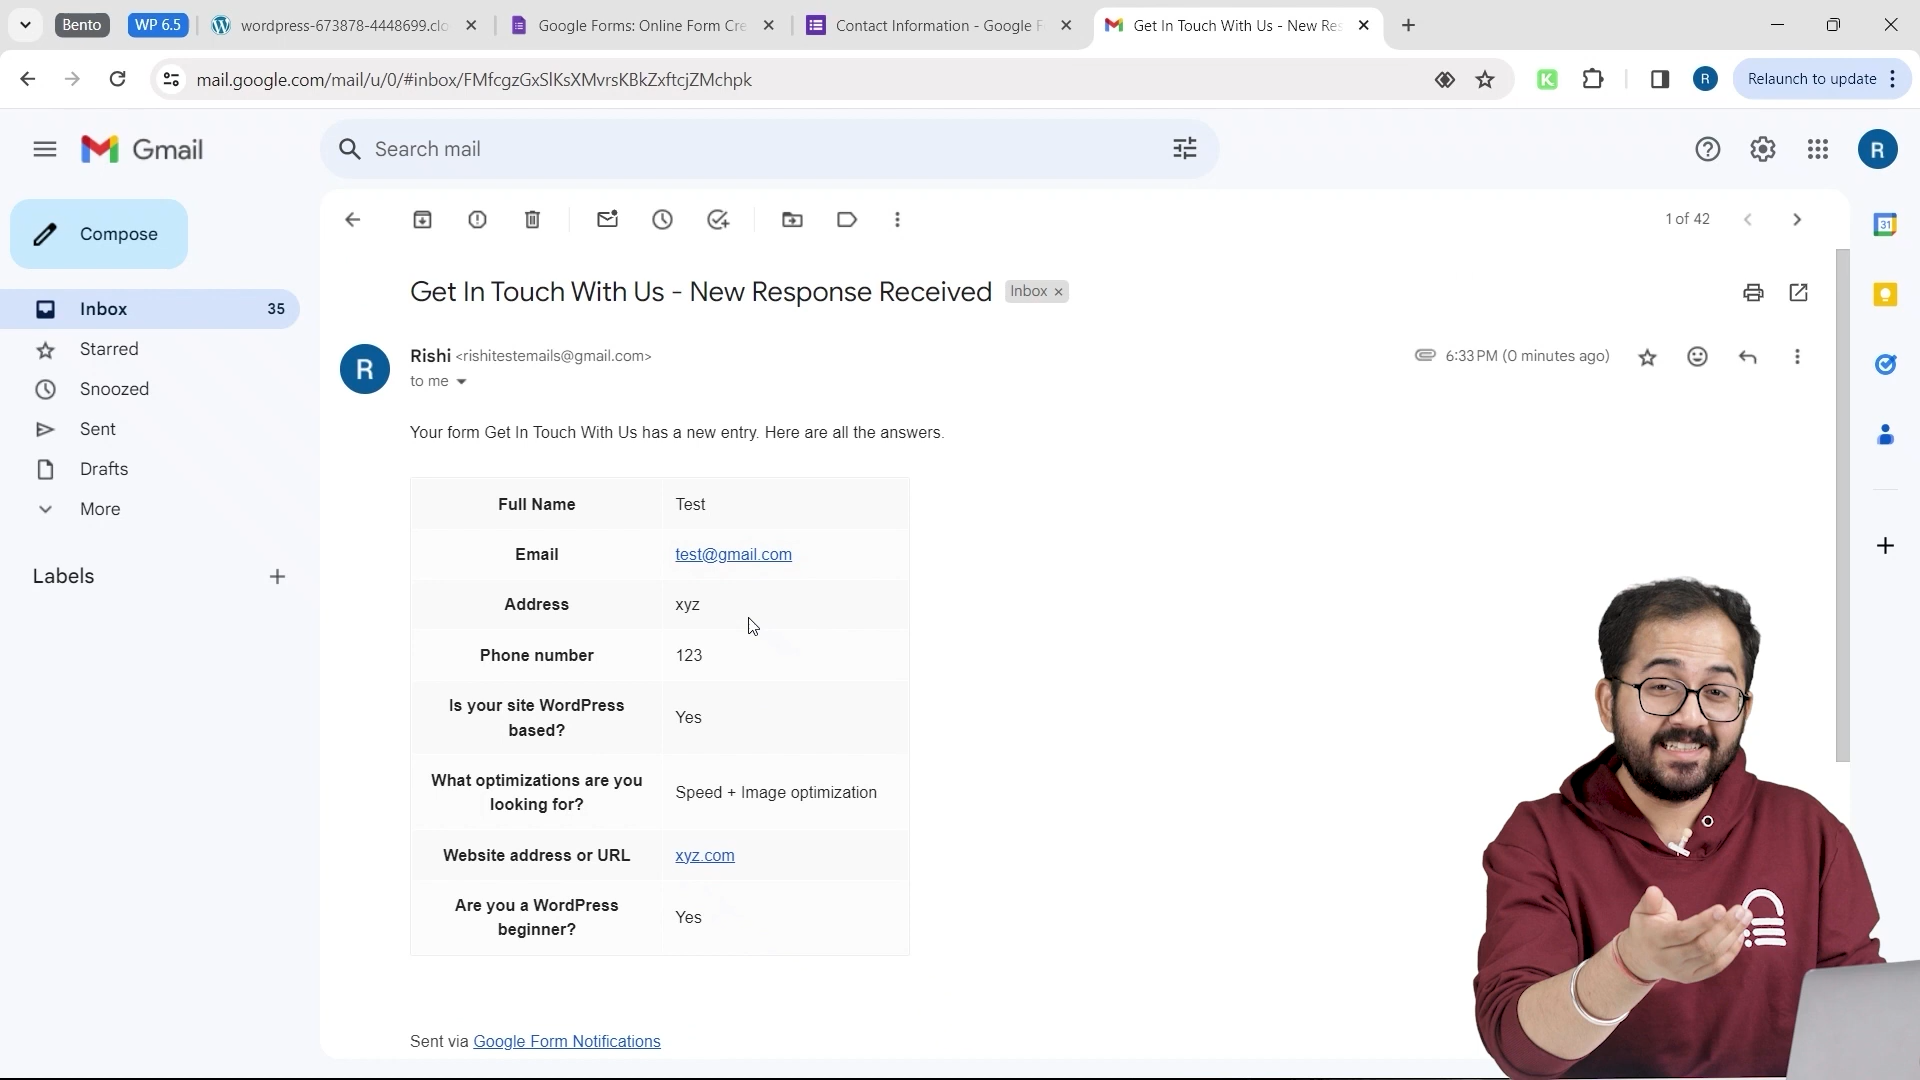 Bento
WP 6.5
wordpress-673878-4448699.clo
Google Forms: Online Form Cre
Contact Information - Google F
Get In Touch With Us - New Res
mail.google.com/mail/u/0/#inbox/FMfcgzGxSlKsXMvrsKBkZxftcjZMchpk
R
Relaunch to update
Gmail
Search mail
R
Compose
1 of 42
Inbox 35
Starred
Snoozed
Sent
Drafts
More
Labels
Get In Touch With Us - New Response Received Inbox
R
Rishi <rishitestemails@gmail.com>
6:33 PM (0 minutes ago)
to me
31
Your form Get In Touch With Us has a new entry. Here are all the answers.
Full Name Test
Email test@gmail.com
Address xyz
Phone number 123
Is your site WordPress
based? Yes
What optimizations are you
looking for? Speed + Image optimization
Website address or URL xyz.com
Are you a WordPress
beginner? Yes
Sent via Google Form Notifications